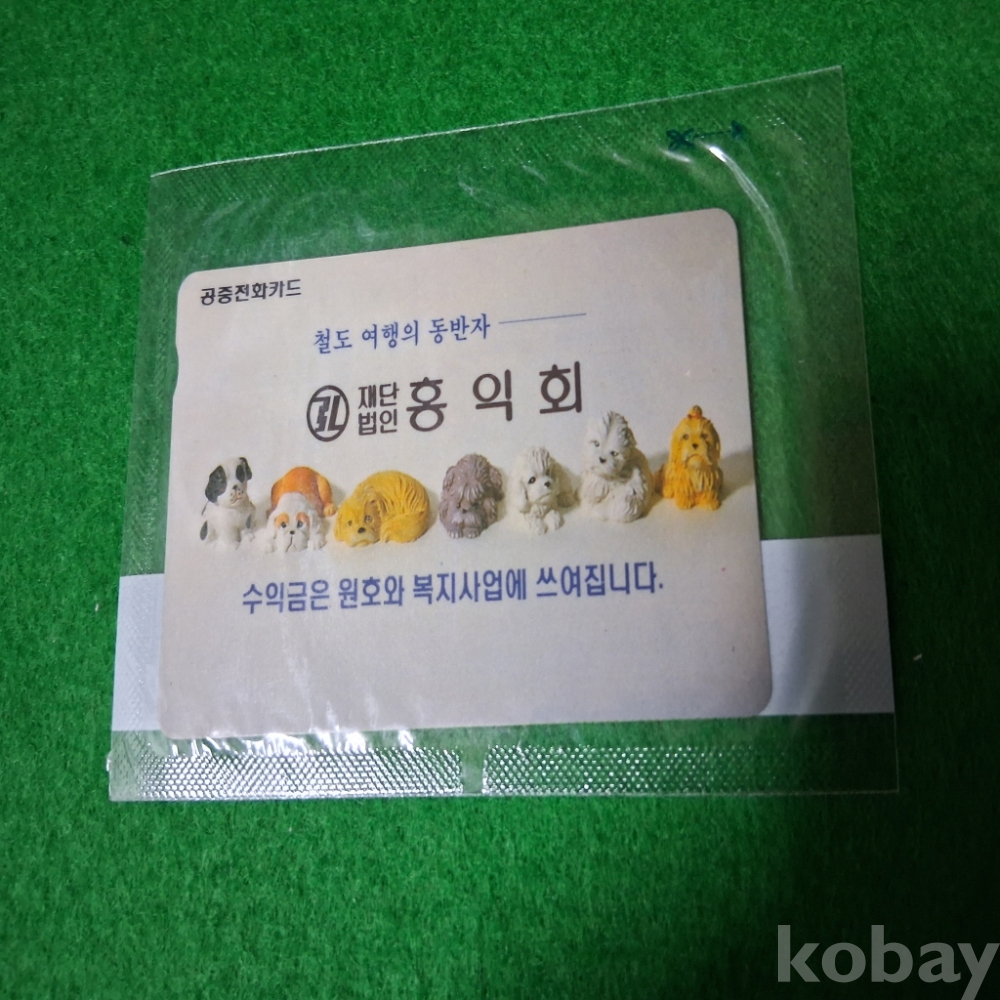 공중전화카드
철도 여행의 동반자
재단
법인 홍익회
수익금은 원호와 복지사업에 쓰여집니다.
kobay